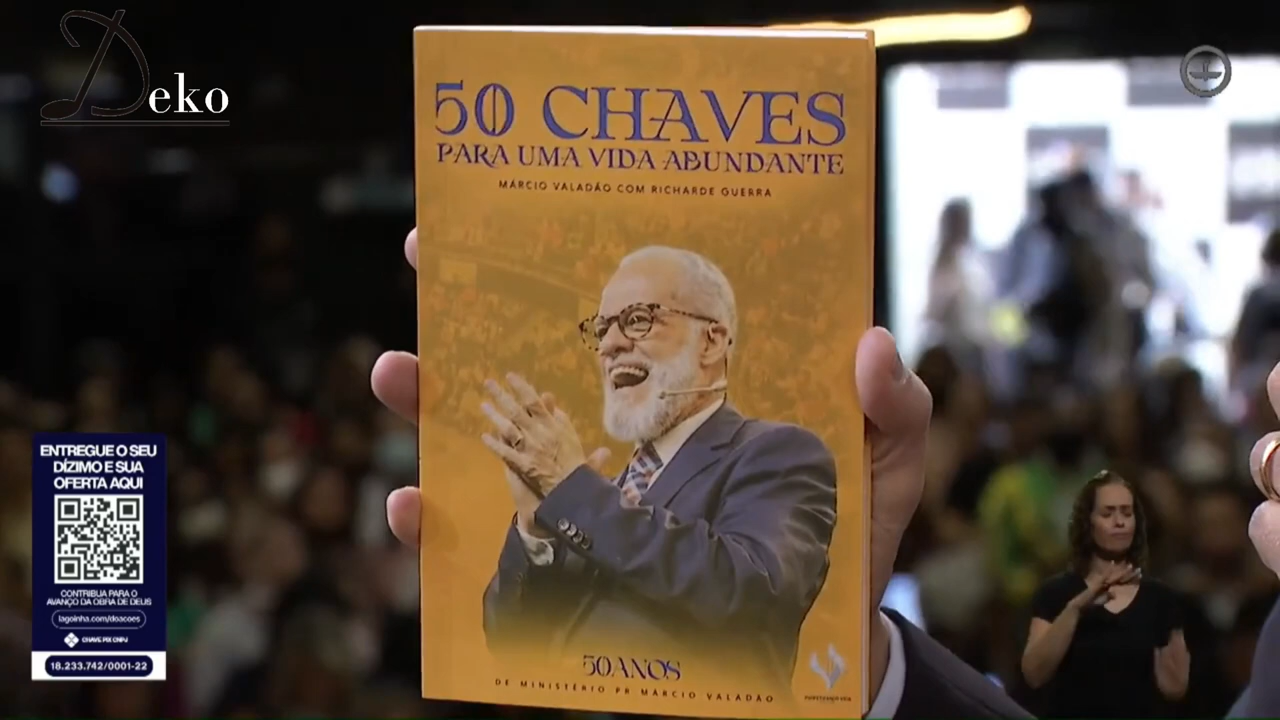 Deko
50 CHAVES
PARA UMA VIDA ABUNDANTE
MÁRCIO VALADÃO COM RICHARDE GUERRA
50 ANOS
DE MINISTÉRIO PR MÁRCIO VALADÃO
ENTREGUE O SEU
DÍZIMO E SUA
OFERTA AQUI
CONTRIBUA PARA O
AVANÇO DA OBRA DE DEUS
lagoinha.com/doacoes
CHAVE PIX CNPJ
18.233.742/0001-22